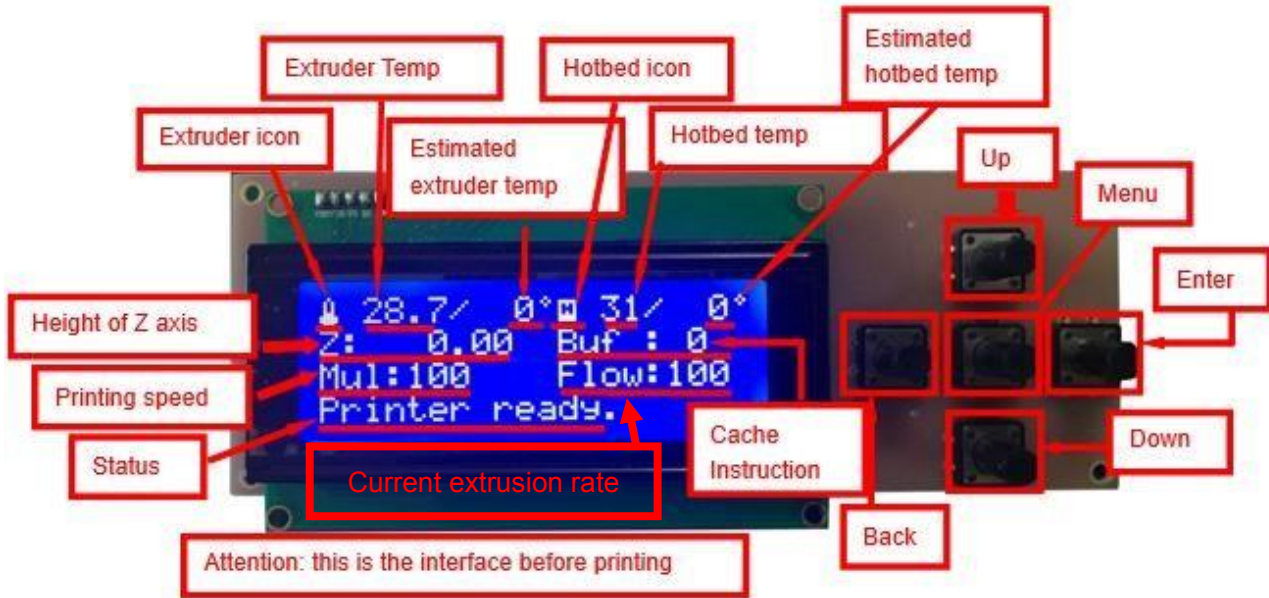 Extruder Temp
Hotbed icon
Estimated
hotbed temp
Extruder icon
Estimated
extruder temp
Hotbed temp
Up
Menu
Enter
Height of Z axis
28.7/ 0° 31/ 0°
Z: 0.00 Buf : 0
Mul:100 Flow:100
Printer ready.
Printing speed
Status
Current extrusion rate
Cache
Instruction
Down
Back
Attention: this is the interface before printing